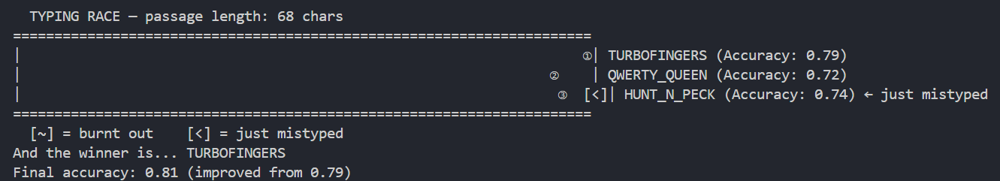 TYPING RACE — passage length: 68 chars
======================================================================
| ①| TURBOFINGERS (Accuracy: 0.79)
| ② | QWERTY_QUEEN (Accuracy: 0.72)
| ③ [<]| HUNT_N_PECK (Accuracy: 0.74) ← just mistyped
======================================================================
[~] = burnt out [<] = just mistyped
And the winner is... TURBOFINGERS
Final accuracy: 0.81 (improved from 0.79)